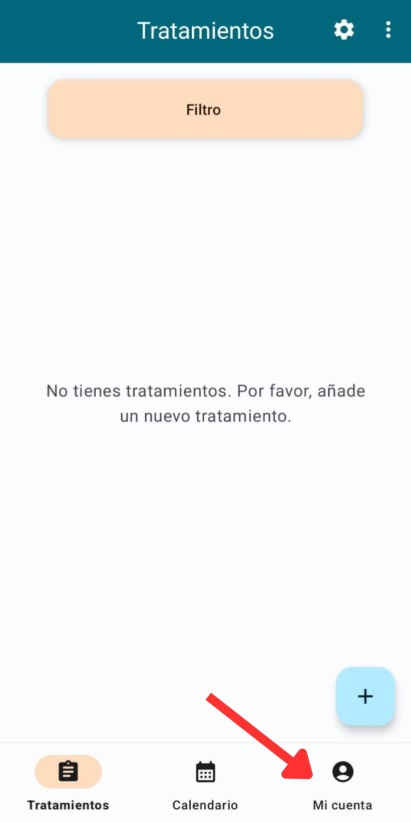 Tratamientos
Filtro
No tienes tratamientos. Por favor, añade
un nuevo tratamiento.
+
Tratamientos
Calendario
Mi cuenta